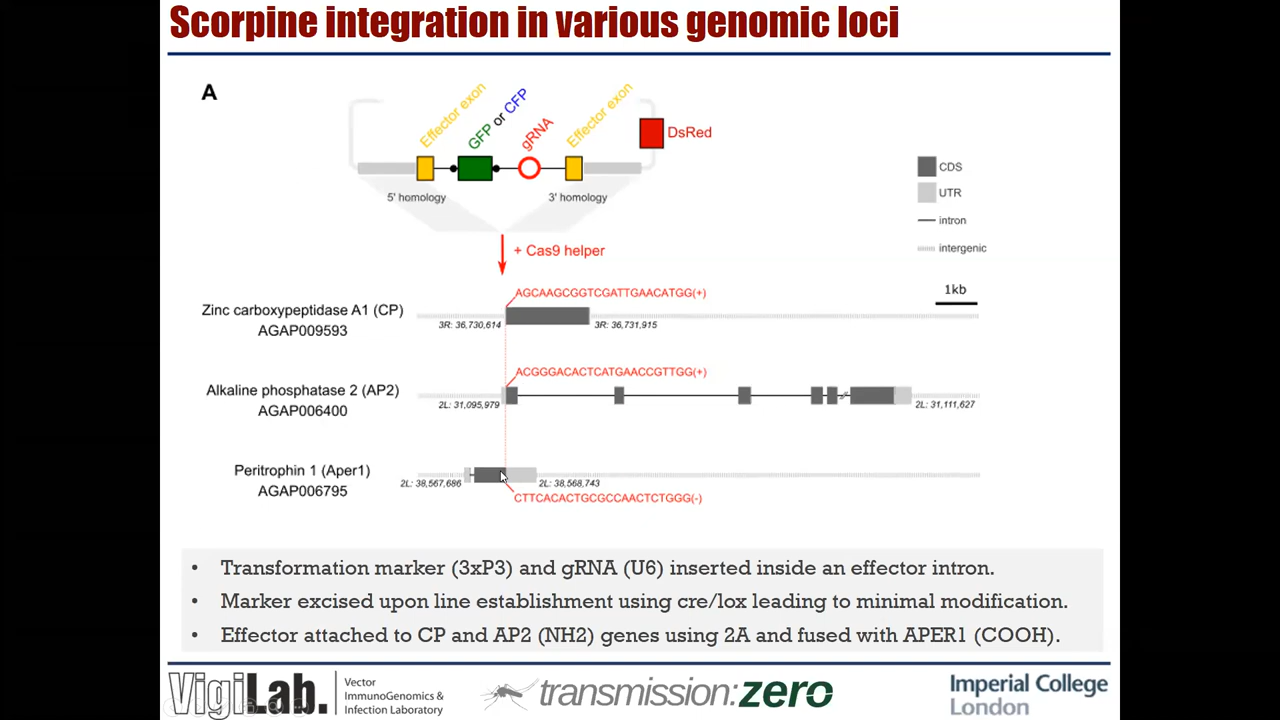 Scorpine integration in various genomic loci
A
Effector exon
GFP or CFP
gRNA
Effector exon
DsRed
5' homology
3' homology
CDS
UTR
intron
intergenic
+ Cas9 helper
1kb
AGCAAGCGGTCGATTGAACATGG(+)
Zinc carboxypeptidase A1 (CP)
AGAP009593
3R: 36,730,614
3R: 36,731,915
ACGGGACACTCATGAACCGTTGG(+)
Alkaline phosphatase 2 (AP2)
AGAP006400
2L: 31,095,979
2L: 31,111,627
Peritrophin 1 (Aper1)
AGAP006795
2L: 38,567,686
2L: 38,568,743
CTTCACACTGCGCCAACTCTGGG(-)
• Transformation marker (3xP3) and gRNA (U6) inserted inside an effector intron.
• Marker excised upon line establishment using cre/lox leading to minimal modification.
• Effector attached to CP and AP2 (NH2) genes using 2A and fused with APER1 (COOH).
VigiLab.
Vector
ImmunoGenomics &
Infection Laboratory
transmission:zero
Imperial College
London